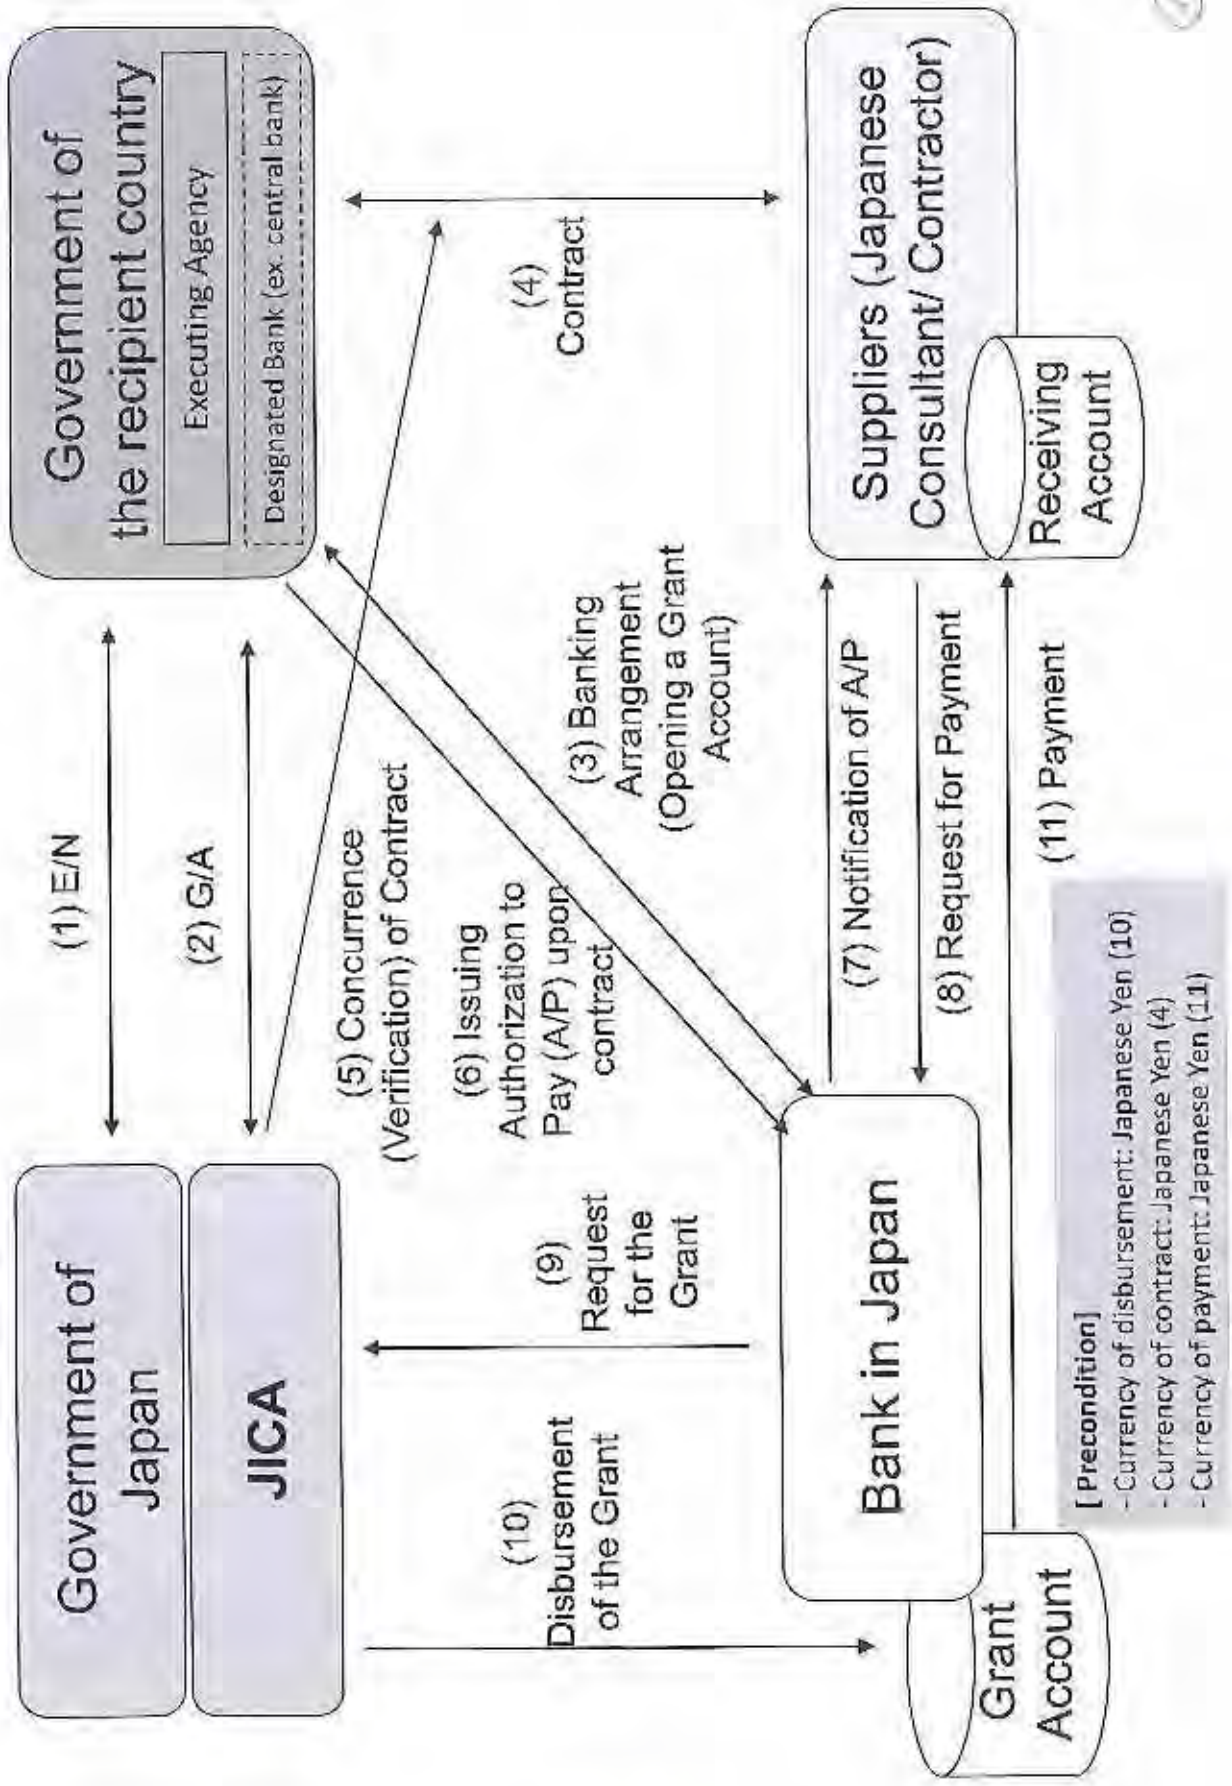 Government of
Japan
JICA
(1) E/N
(2) G/A
Government of
the recipient country
Executing Agency
Designated Bank (ex. central bank)
(5) Concurrence
(Verification) of Contract
(6) Issuing
Authorization to
Pay (A/P) upon
contract
(3) Banking
Arrangement
(Opening a Grant
Account)
(4)
Contract
(9)
Request
for the
Grant
(10)
Disbursement
of the Grant
Bank in Japan
Grant
Account
(7) Notification of A/P
(8) Request for Payment
(11) Payment
Suppliers (Japanese
Consultant/ Contractor)
Receiving
Account
[ Precondition]
- Currency of disbursement: Japanese Yen (10)
- Currency of contract: Japanese Yen (4)
- Currency of payment: Japanese Yen (11)